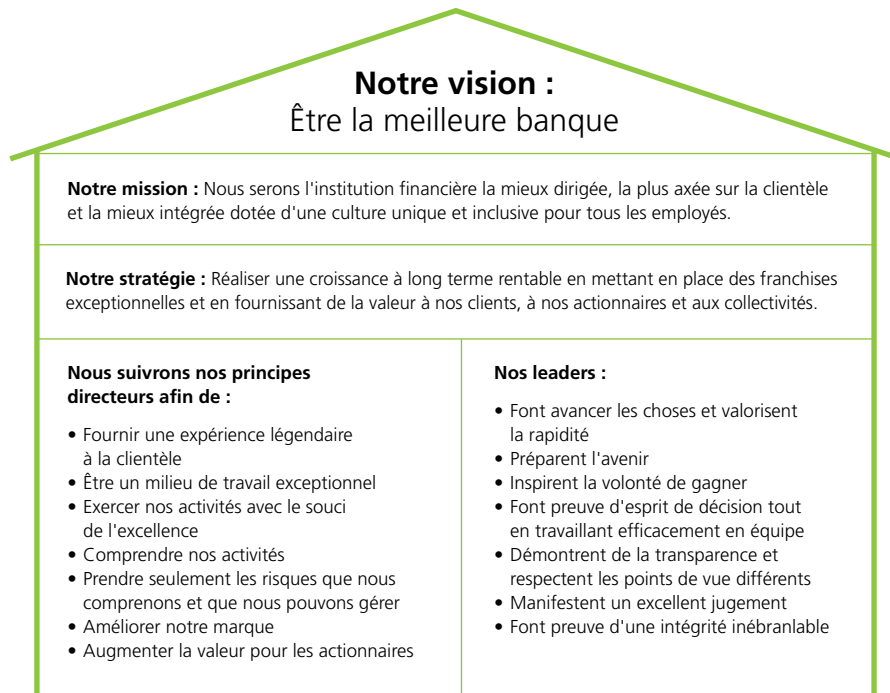 Notre vision :
Être la meilleure banque
Notre mission : Nous serons l'institution financière la mieux dirigée, la plus axée sur la clientèle
et la mieux intégrée dotée d'une culture unique et inclusive pour tous les employés.
Notre stratégie : Réaliser une croissance à long terme rentable en mettant en place des franchises
exceptionnelles et en fournissant de la valeur à nos clients, à nos actionnaires et aux collectivités.
Nous suivrons nos principes
directeurs afin de :
• Fournir une expérience légendaire
à la clientèle
• Être un milieu de travail exceptionnel
• Exercer nos activités avec le souci
de l'excellence
• Comprendre nos activités
• Prendre seulement les risques que nous
comprenons et que nous pouvons gérer
• Améliorer notre marque
• Augmenter la valeur pour les actionnaires
Nos leaders :
• Font avancer les choses et valorisent
la rapidité
• Préparent l'avenir
• Inspirent la volonté de gagner
• Font preuve d'esprit de décision tout
en travaillant efficacement en équipe
• Démontrent de la transparence et
respectent les points de vue différents
• Manifestent un excellent jugement
• Font preuve d'une intégrité inébranlable